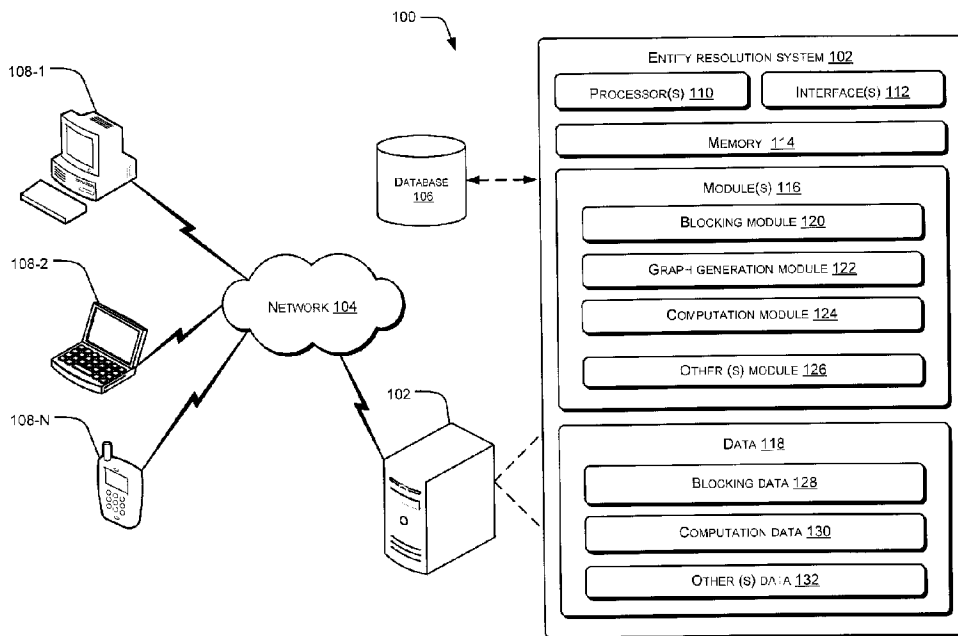 100
108-1
108-2
108-N
NETWORK 104
DATABASE
106
102
ENTITY RESOLUTION SYSTEM 102
PROCESSOR(S) 110
INTERFACE(S) 112
MEMORY 114
MODULE(S) 116
BLOCKING MODULE 120
GRAPH GENERATION MODULE 122
COMPUTATION MODULE 124
OTHER (S) MODULE 126
DATA 118
BLOCKING DATA 128
COMPUTATION DATA 130
OTHER (S) DATA 132